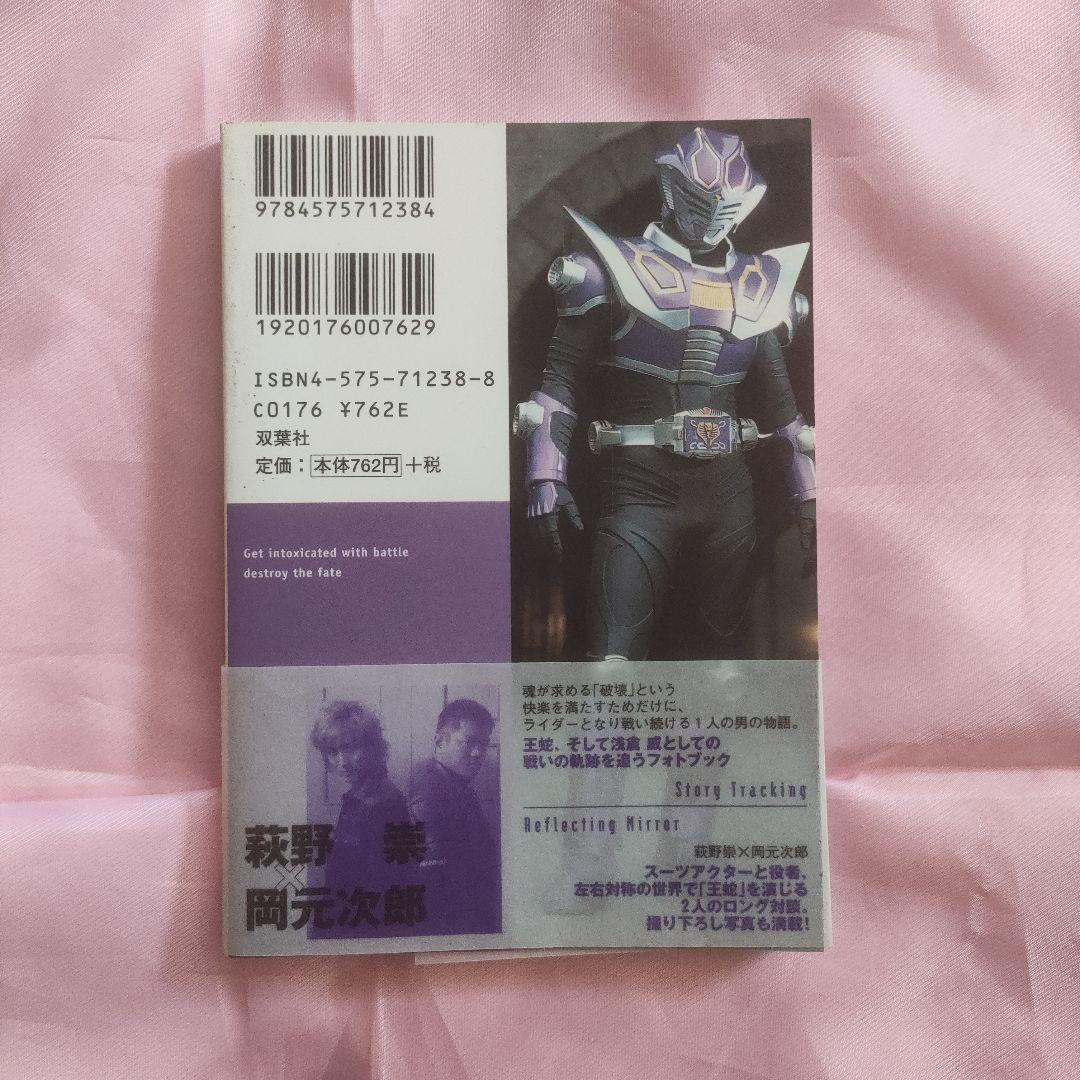 9784575712384
1920176007629
ISBN4-575-71238-8
C0176 ¥762E
双葉社
定価：本体762円+税
Get intoxicated with battle
destroy the fate
魂が求める「破壊」という
快楽を満たすためだけに、
ライダーとなり戦い続ける1人の男の物語。
王蛇、そして浅倉 威としての
戦いの軌跡を追うフォトブック
Story Tracking
Reflecting Mirror
萩野崇×岡元次郎
スーツアクターと役者、
左右対称の世界で「王蛇」を演じる
2人のロング対談。
撮り下ろし写真も満載!
萩野 崇
×
岡元次郎